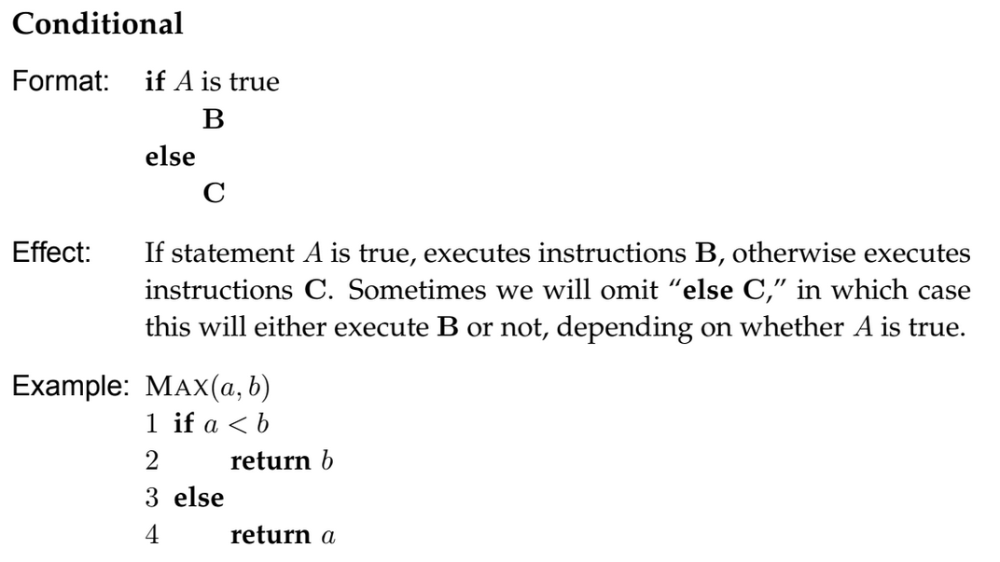 Conditional
Format: if A is true
B
else
C
Effect: If statement A is true, executes instructions B, otherwise executes
instructions C. Sometimes we will omit “else C,” in which case
this will either execute B or not, depending on whether A is true.
Example: MAX(a, b)
1 if a < b
2 return b
3 else
4 return a